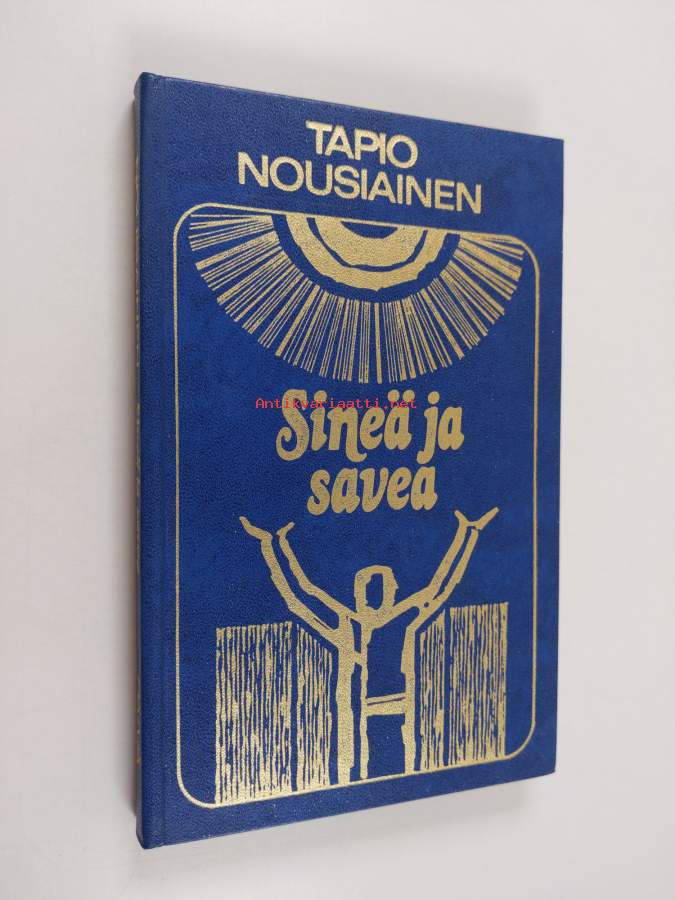 TAPIO
NOUSIAINEN
Sineä ja
Antikvariaatti.net
savea